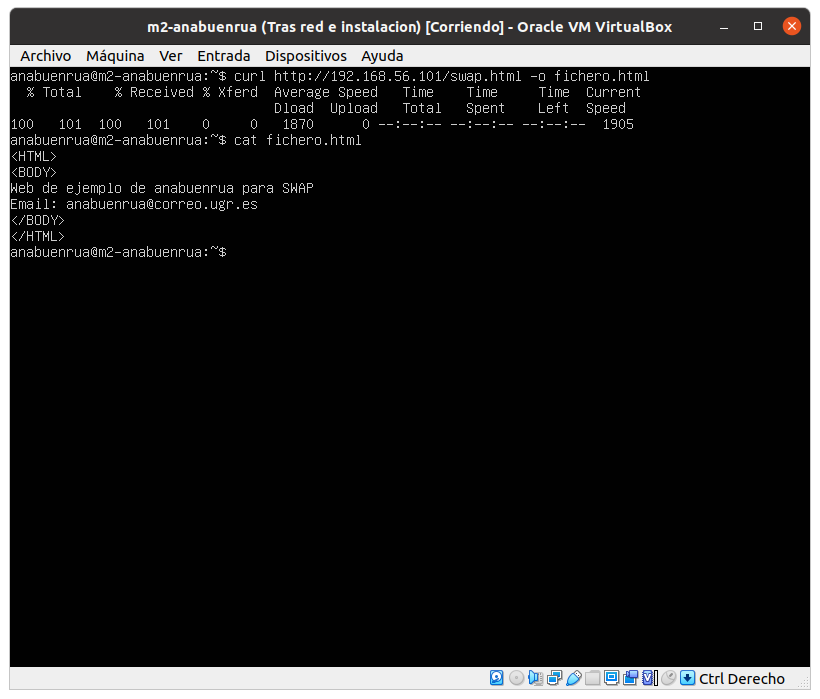 m2-anabuenrua (Tras red e instalacion) [Corriendo] - Oracle VM VirtualBox
Archivo Máquina Ver Entrada Dispositivos Ayuda
anabuenrua@m2-anabuenrua:~$ curl http://192.168.56.101/swap.html -o fichero.html
% Total % Received % Xferd Average Speed Time Time Time Current
Dload Upload Total Spent Left Speed
100 101 100 101 0 0 1870 0 --:--:-- --:--:-- --:--:-- 1905
anabuenrua@m2-anabuenrua:~$ cat fichero.html
<HTML>
<BODY>
Web de ejemplo de anabuenrua para SWAP
Email: anabuenrua@correo.ugr.es
</BODY>
</HTML>
anabuenrua@m2-anabuenrua:~$
Ctrl Derecho